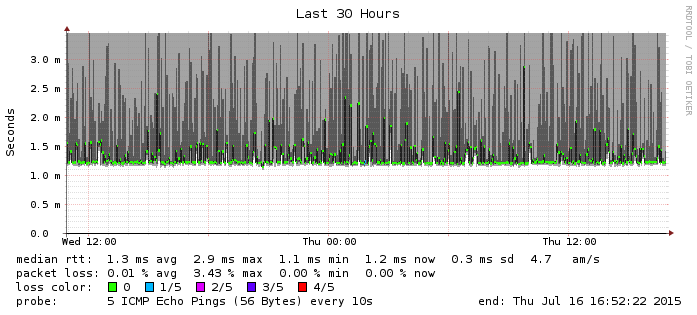 Last 30 Hours
RRDTOOL / TOBI OETIKER
Seconds
3.0 m
2.5 m
2.0 m
1.5 m
1.0 m
0.5 m
0.0
Wed 12:00 Thu 00:00 Thu 12:00
median rtt: 1.3 ms avg 2.9 ms max 1.1 ms min 1.2 ms now 0.3 ms sd 4.7 am/s
packet loss: 0.01 % avg 3.43 % max 0.00 % min 0.00 % now
loss color: 0 1/5 2/5 3/5 4/5
probe: 5 ICMP Echo Pings (56 Bytes) every 10s end: Thu Jul 16 16:52:22 2015